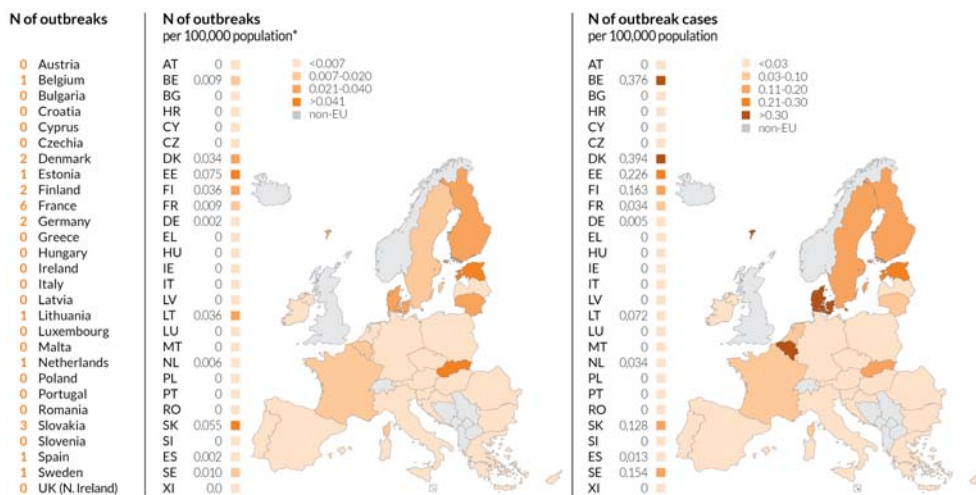 N of outbreaks
0 Austria
1 Belgium
0 Bulgaria
0 Croatia
0 Cyprus
0 Czechia
2 Denmark
1 Estonia
2 Finland
6 France
2 Germany
0 Greece
0 Hungary
0 Ireland
0 Italy
0 Latvia
1 Lithuania
0 Luxembourg
0 Malta
1 Netherlands
0 Poland
0 Portugal
0 Romania
3 Slovakia
0 Slovenia
1 Spain
1 Sweden
0 UK (N. Ireland)
N of outbreaks
per 100,000 population*
AT 0
BE 0.009
BG 0
HR 0
CY 0
CZ 0
DK 0.034
EE 0.075
FI 0.036
FR 0.009
DE 0.002
EL 0
HU 0
IE 0
IT 0
LV 0
LT 0.036
LU 0
MT 0
NL 0.006
PL 0
PT 0
RO 0
SK 0.055
SI 0
ES 0.002
SE 0.010
XI 0.0
<0.007
0.007-0.020
0.021-0.040
>0.041
non-EU
N of outbreak cases
per 100,000 population
AT 0
BE 0,376
BG 0
HR 0
CY 0
CZ 0
DK 0,394
EE 0,226
FI 0,163
FR 0,034
DE 0,005
EL 0
HU 0
IE 0
IT 0
LV 0
LT 0,072
LU 0
MT 0
NL 0,034
PL 0
PT 0
RO 0
SK 0,128
SI 0
ES 0,013
SE 0,154
XI 0
<0.03
0.03-0.10
0.11-0.20
0.21-0.30
>0.30
non-EU